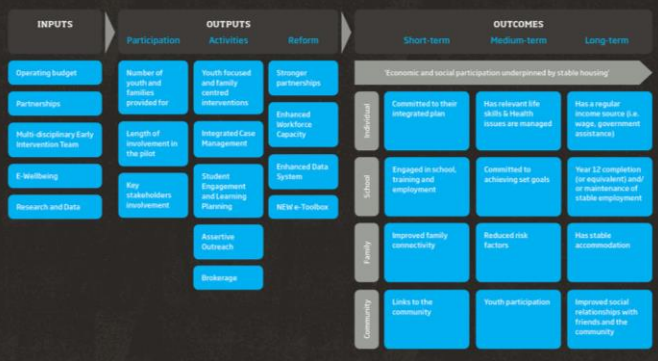 INPUTS
OUTPUTS
OUTCOMES
Participation
Activities
Reform
Short-term
Medium-term
Long-term
Operating budget
Partnerships
Multi-disciplinary Early
Intervention Team
E-Wellbeing
Research and Data
Number of
youth and
families
provided for
Length of
involvement in
the pilot
Key
stakeholders
involvement
Youth focused
and family
centred
interventions
Integrated Case
Management
Student
Engagement
and Learning
Planning
Assertive
Outreach
Brokerage
Stronger
partnerships
Enhanced
Workforce
Capacity
Enhanced Data
System
NEW e-Toolbox
'Economic and social participation underpinned by stable housing'
Individual
Committed to their
integrated plan
Has relevant life
skills & Health
issues are managed
Has a regular
income source (i.e.
wage, government
assistance)
School
Engaged in school,
training and
employment
Committed to
achieving set goals
Year 12 completion
(or equivalent) and/
or maintenance of
stable employment
Family
Improved family
connectivity
Reduced risk
factors
Has stable
accommodation
Community
Links to the
community
Youth participation
Improved social
relationships with
friends and the
community